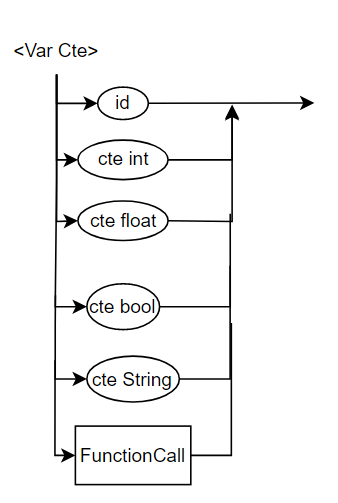 <Var Cte>
id
cte int
cte float
cte bool
cte String
FunctionCall